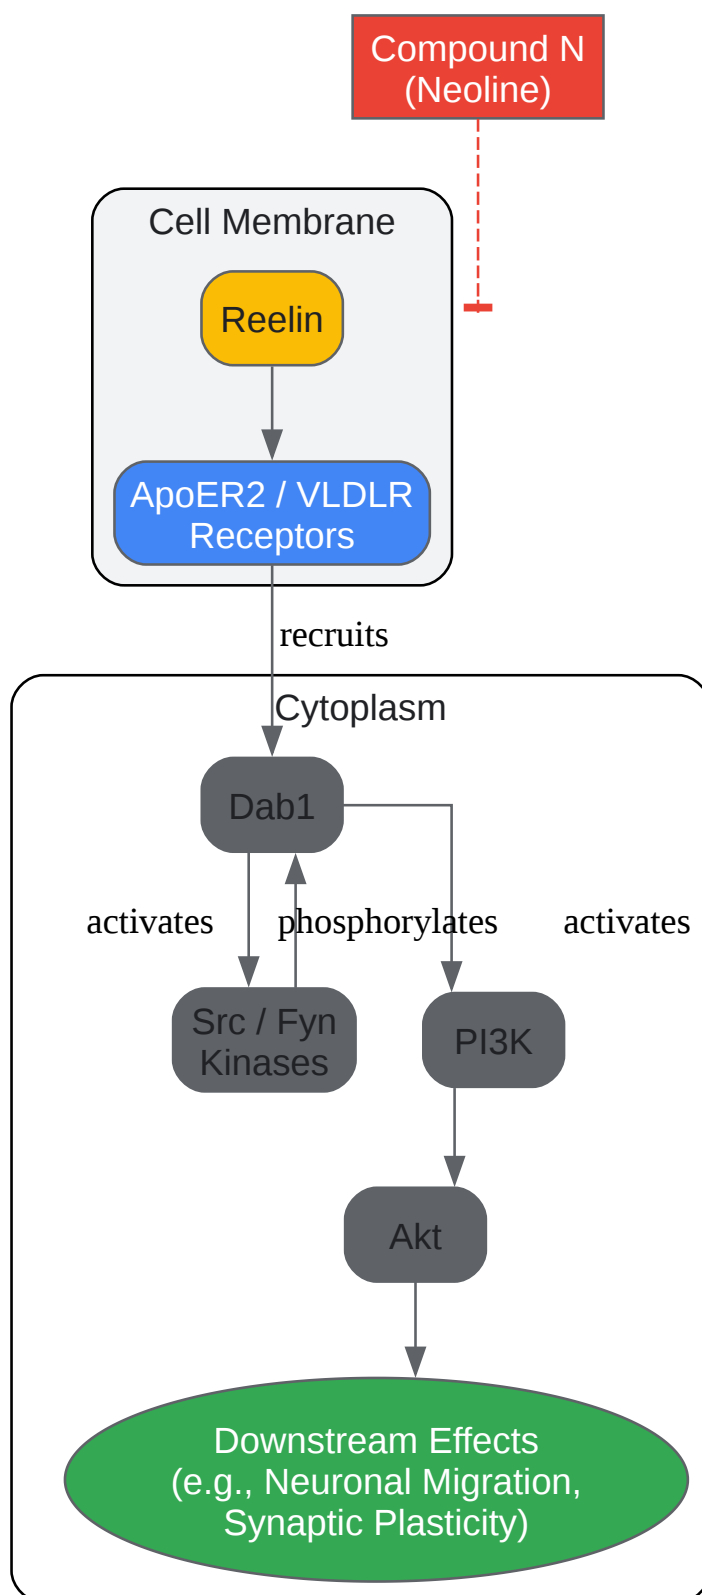 Compound N
(Neoline)
Cell Membrane
Reelin
ApoER2 / VLDLR
Receptors
recruits
Cytoplasm
Dab1
activates
phosphorylates
activates
Src / Fyn
Kinases
PI3K
Akt
Downstream Effects
(e.g., Neuronal Migration,
Synaptic Plasticity)